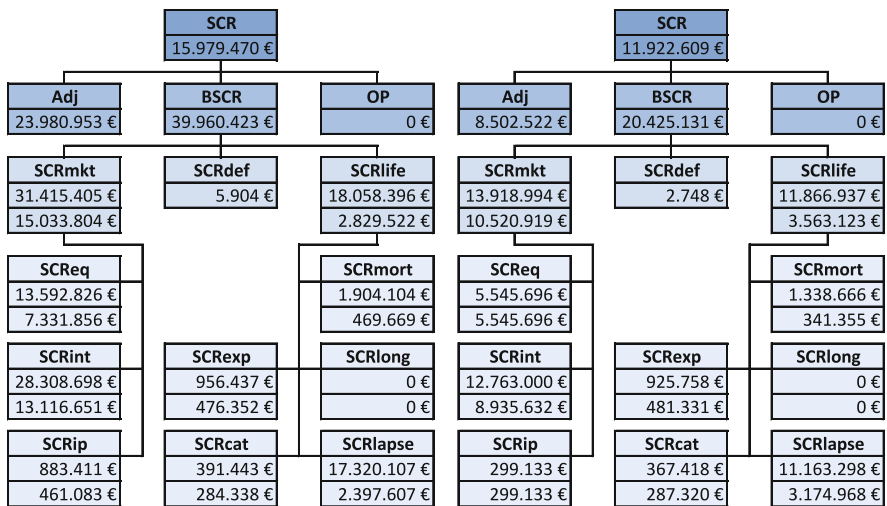 SCR
15.979.470 €
Adj
23.980.953 €
BSCR
39.960.423 €
OP
0 €
SCRmkt
31.415.405 €
15.033.804 €
SCRdef
5.904 €
SCRlife
18.058.396 €
2.829.522 €
SCReq
13.592.826 €
7.331.856 €
SCRmort
1.904.104 €
469.669 €
SCRint
28.308.698 €
13.116.651 €
SCRexp
956.437 €
476.352 €
SCRlong
0 €
0 €
SCRip
883.411 €
461.083 €
SCRcat
391.443 €
284.338 €
SCRlapse
17.320.107 €
2.397.607 €
SCR
11.922.609 €
Adj
8.502.522 €
BSCR
20.425.131 €
OP
0 €
SCRmkt
13.918.994 €
10.520.919 €
SCRdef
2.748 €
SCRlife
11.866.937 €
3.563.123 €
SCReq
5.545.696 €
5.545.696 €
SCRmort
1.338.666 €
341.355 €
SCRint
12.763.000 €
8.935.632 €
SCRexp
925.758 €
481.331 €
SCRlong
0 €
0 €
SCRip
299.133 €
299.133 €
SCRcat
367.418 €
287.320 €
SCRlapse
11.163.298 €
3.174.968 €